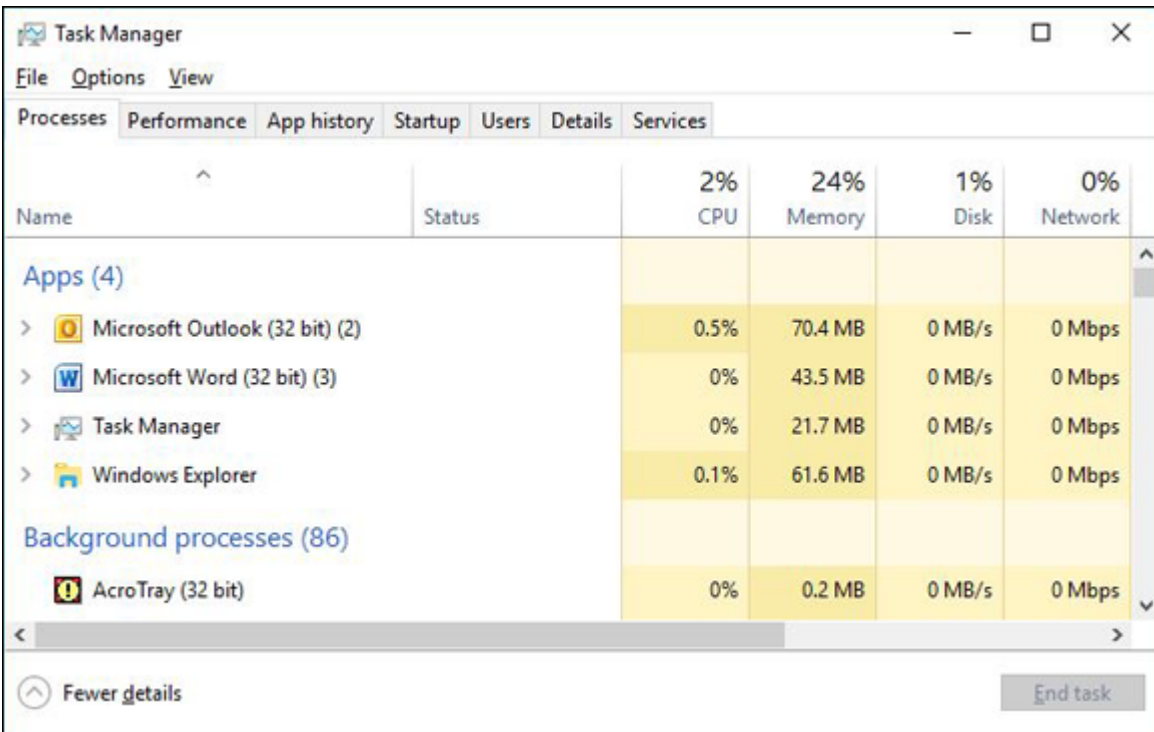 Task Manager
File Options View
Processes Performance App history Startup Users Details Services
2% 24% 1% 0%
Name Status CPU Memory Disk Network
Apps (4)
Microsoft Outlook (32 bit) (2) 0.5% 70.4 MB 0 MB/s 0 Mbps
Microsoft Word (32 bit) (3) 0% 43.5 MB 0 MB/s 0 Mbps
Task Manager 0% 21.7 MB 0 MB/s 0 Mbps
Windows Explorer 0.1% 61.6 MB 0 MB/s 0 Mbps
Background processes (86)
AcroTray (32 bit) 0% 0.2 MB 0 MB/s 0 Mbps
Fewer details End task